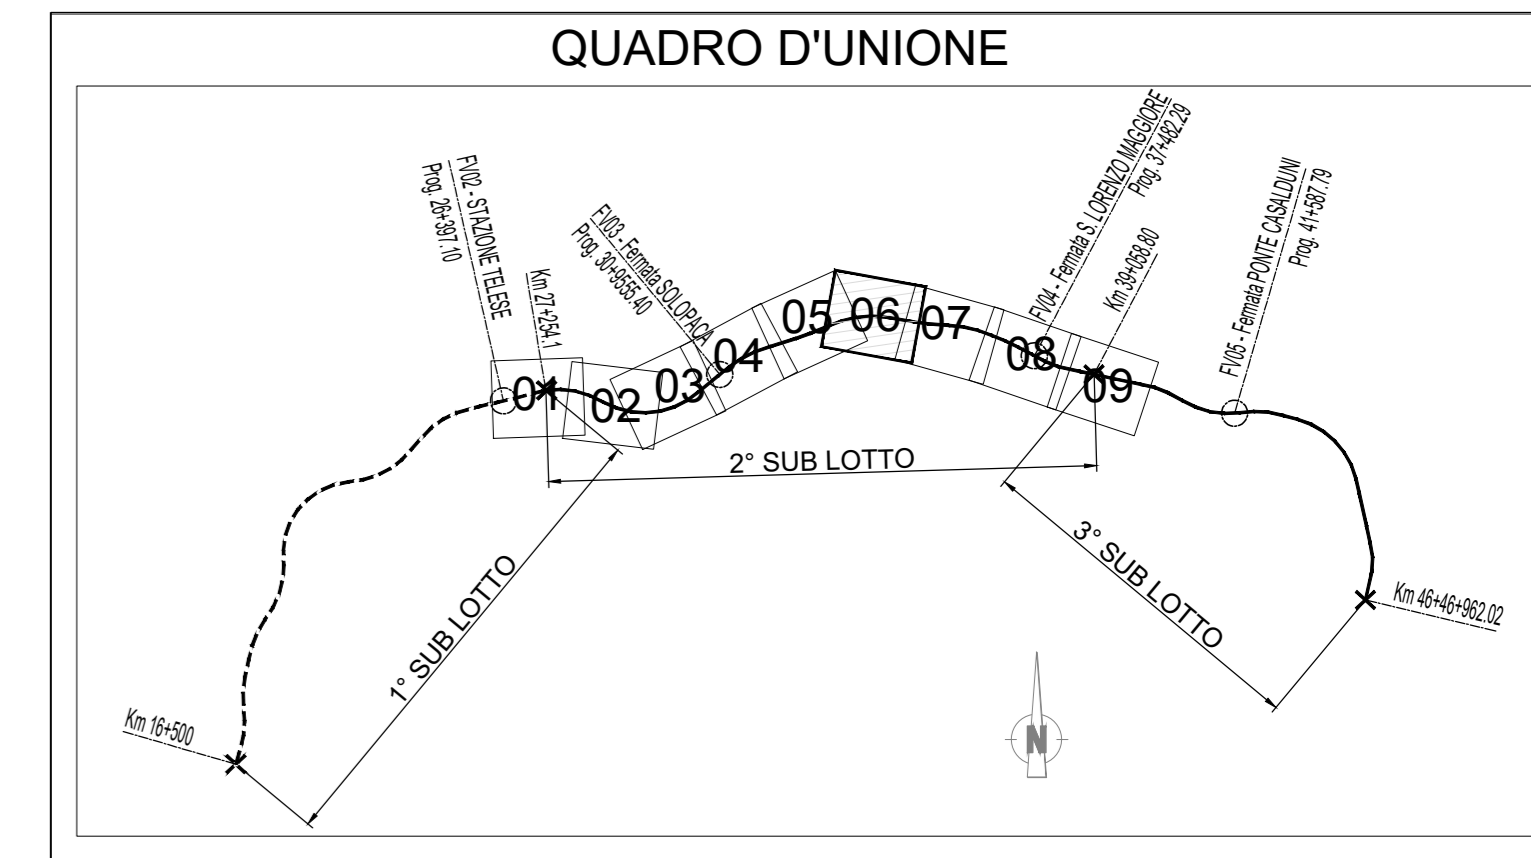 QUADRO D'UNIONE
FV02 - STAZIONE TELESE
Prog. 26+397.10
Km 27+254.1
FV03 - Fermata SOLOPACA
Prog. 30+9555.40
FV04 - Fermata S. LORENZO MAGGIORE
Prog. 37+482.29
Km 39+058.80
FV05 - Fermata PONTE CASALDUNI
Prog. 41+587.79
01
02
03
04
05
06
07
08
09
2° SUB LOTTO
1° SUB LOTTO
3° SUB LOTTO
Km 46+46+962.02
Km 16+500
N